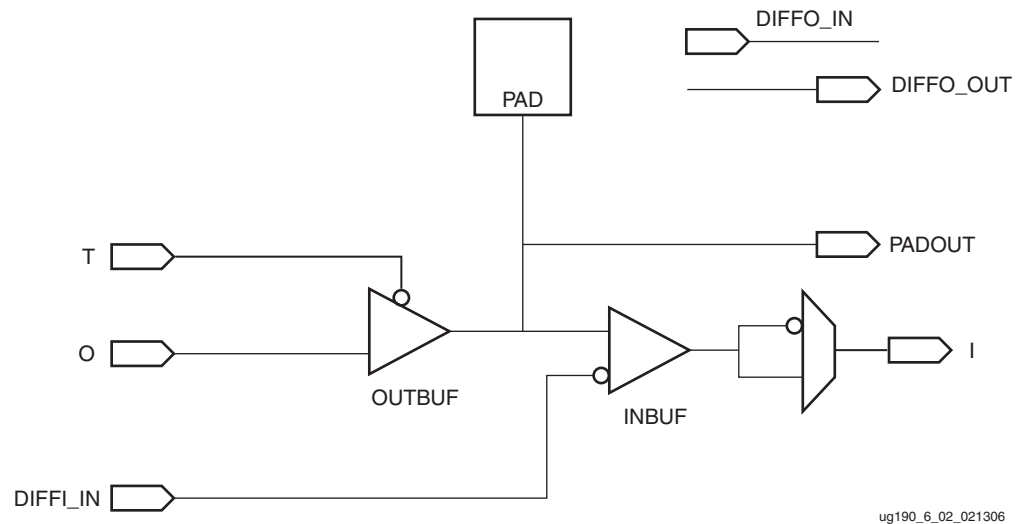 DIFFO_IN
DIFFO_OUT
PAD
T
PADOUT
O
I
OUTBUF
INBUF
DIFFI_IN
ug190_6_02_021306